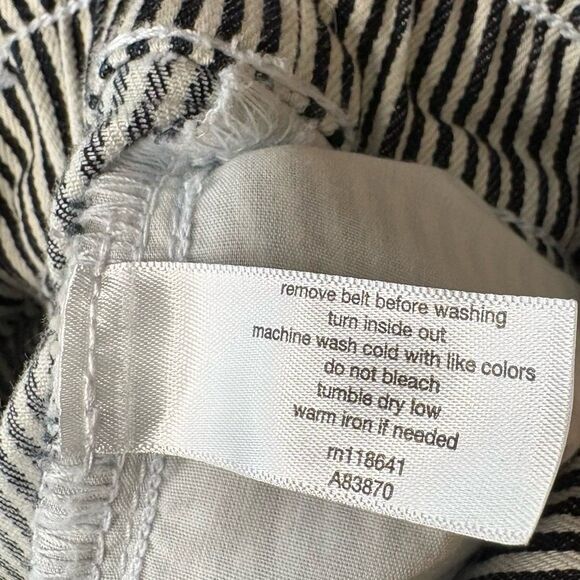 remove belt before washing
turn inside out
machine wash cold with like colors
do not bleach
tumble dry low
warm iron if needed
rn118641
A83870